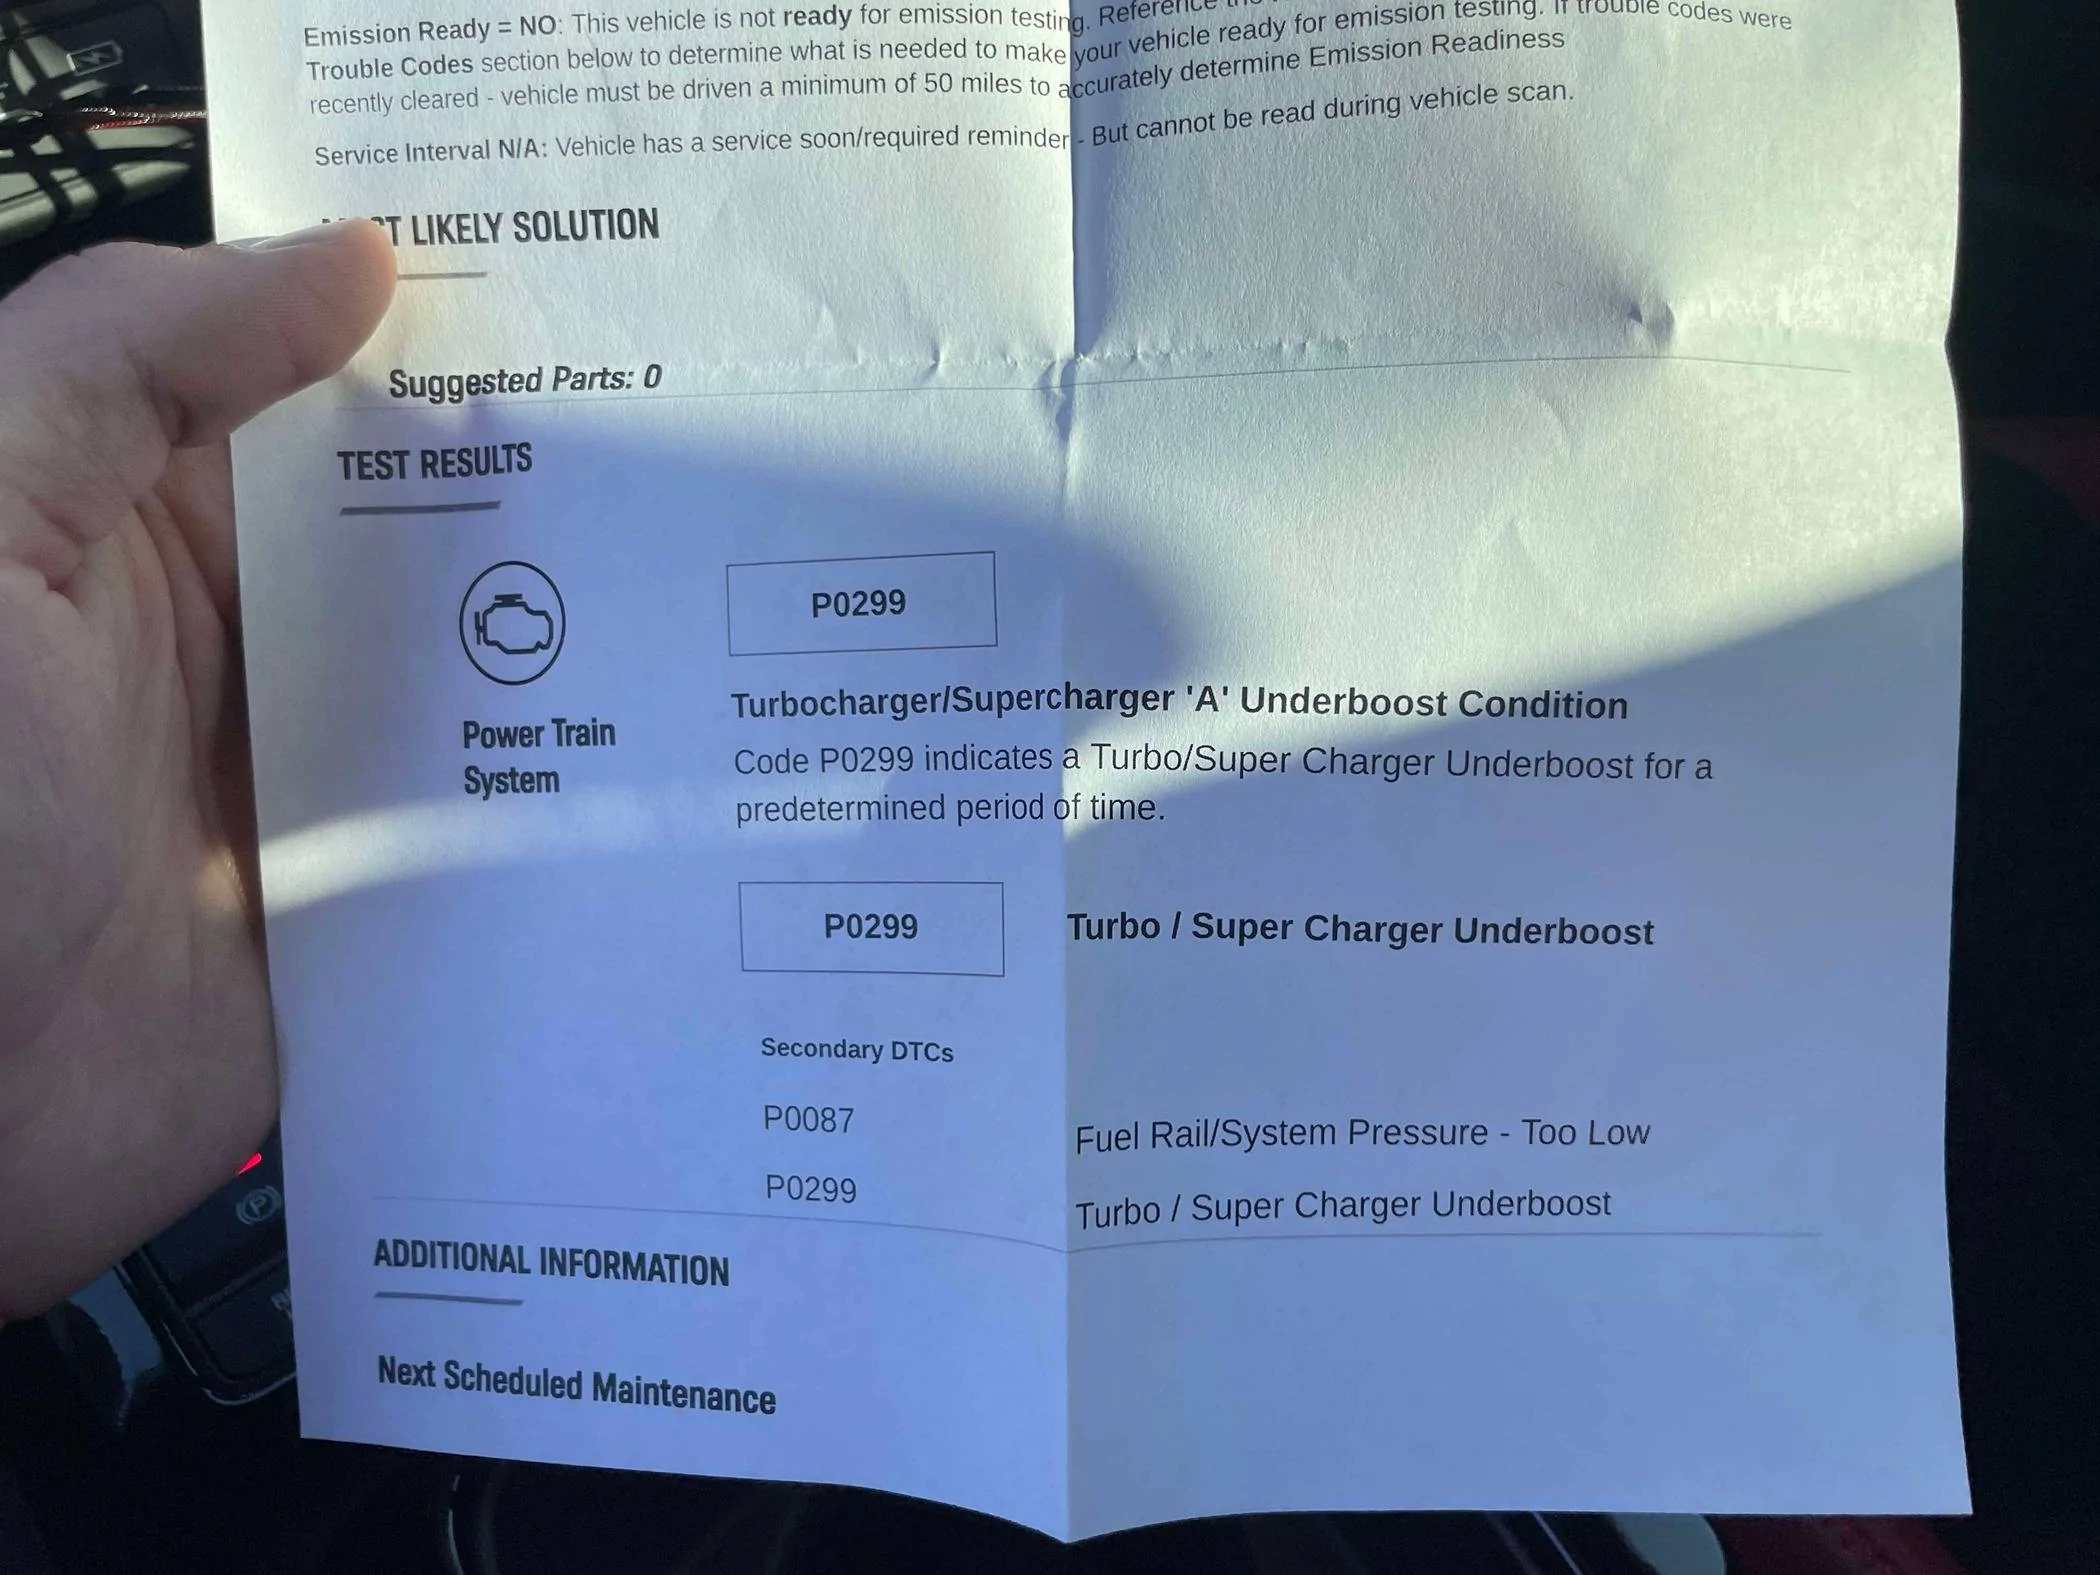 Emission Ready = NO: This vehicle is not ready for emission testing. Reference
Trouble Codes section below to determine what is needed to make your vehicle ready for emission testing. If trouble codes were
recently cleared - vehicle must be driven a minimum of 50 miles to accurately determine Emission Readiness
Service Interval N/A: Vehicle has a service soon/required reminder - But cannot be read during vehicle scan.
LIKELY SOLUTION
Suggested Parts: 0
TEST RESULTS
P0299
Power Train
System
Turbocharger/Supercharger 'A' Underboost Condition
Code P0299 indicates a Turbo/Super Charger Underboost for a
predetermined period of time.
P0299 Turbo / Super Charger Underboost
Secondary DTCs
P0087 Fuel Rail/System Pressure - Too Low
P0299 Turbo / Super Charger Underboost
ADDITIONAL INFORMATION
Next Scheduled Maintenance